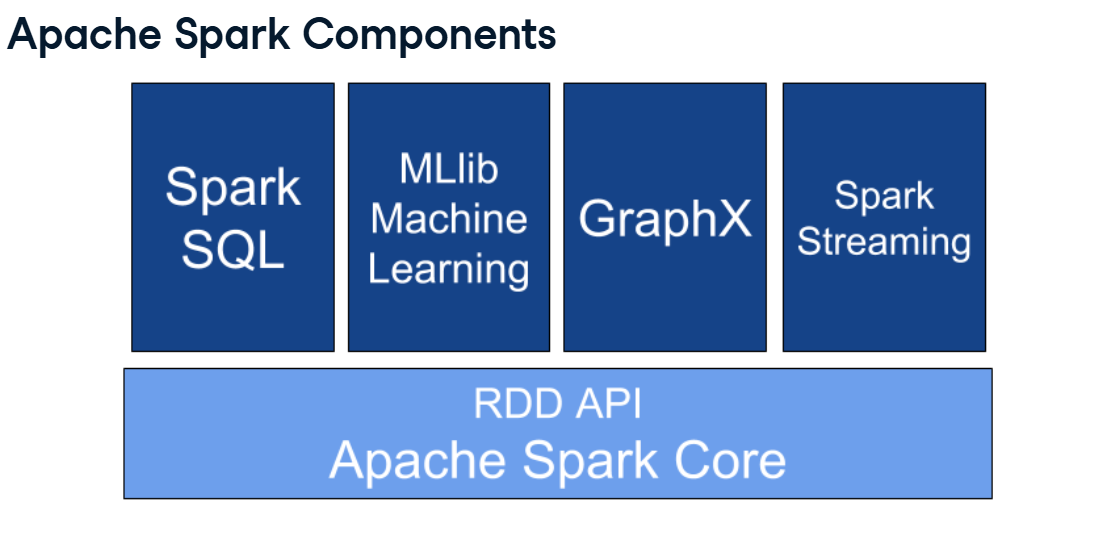 Apache Spark Components
Spark
SQL
MLlib
Machine
Learning
GraphX
Spark
Streaming
RDD API
Apache Spark Core